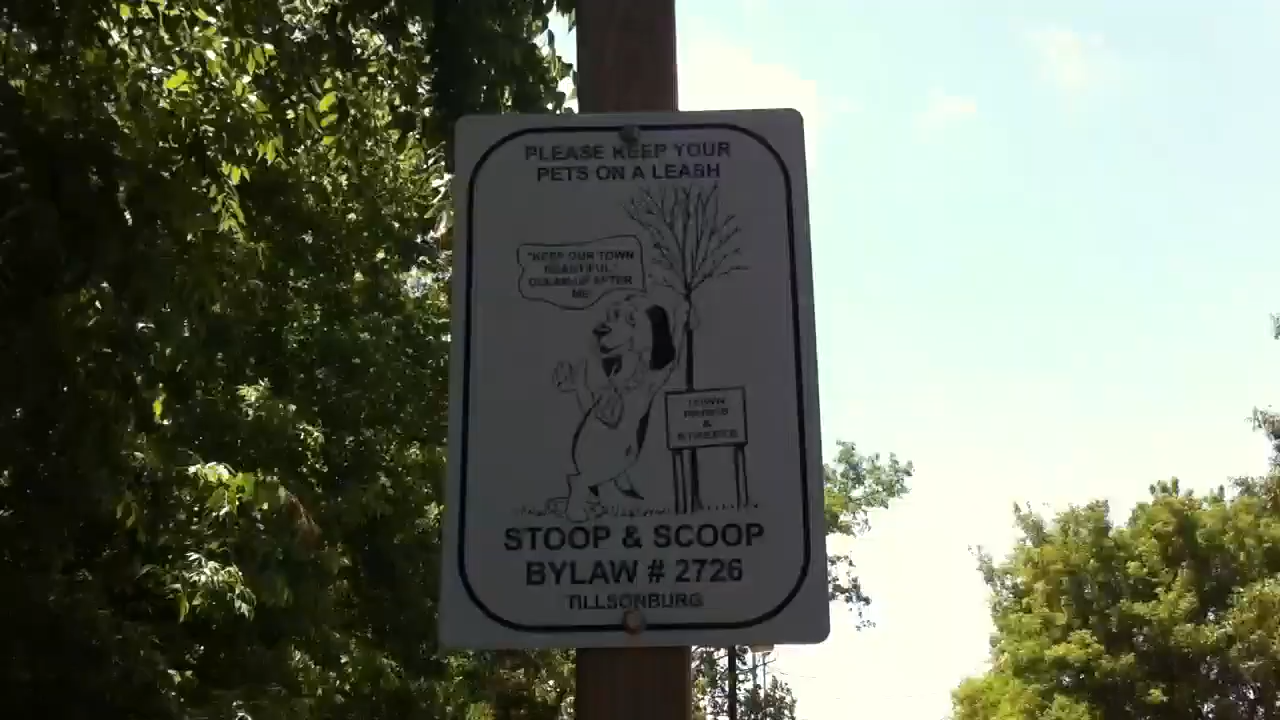 PLEASE KEEP YOUR
PETS ON A LEASH
"KEEP OUR TOWN
BEAUTIFUL"
CLEAN UP AFTER
ME!
TOWN
PARKS
&
STREETS
STOOP & SCOOP
BYLAW # 2726
TILLSONBURG